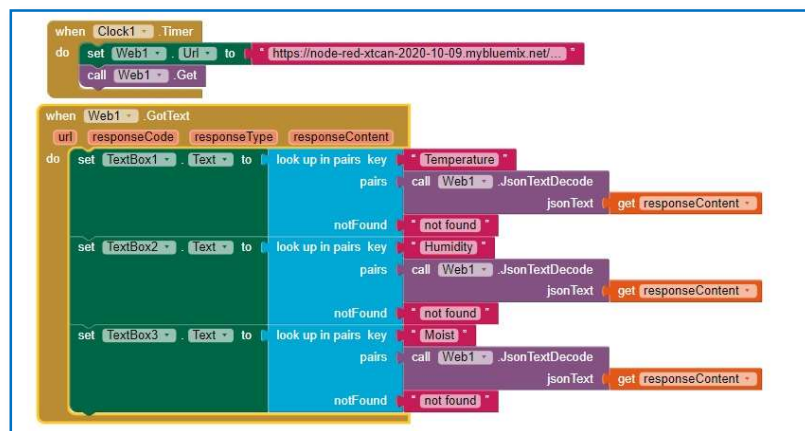 when Clock1 .Timer
do set Web1 . Url to " https://node-red-xtcan-2020-10-09.mybluemix.net/... "
call Web1 .Get
when Web1 .GotText
url responseCode responseType responseContent
do set TextBox1 . Text to look up in pairs key " Temperature "
pairs call Web1 .JsonTextDecode
jsonText get responseContent
notFound " not found "
set TextBox2 . Text to look up in pairs key " Humidity "
pairs call Web1 .JsonTextDecode
jsonText get responseContent
notFound " not found "
set TextBox3 . Text to look up in pairs key " Moist "
pairs call Web1 .JsonTextDecode
jsonText get responseContent
notFound " not found "